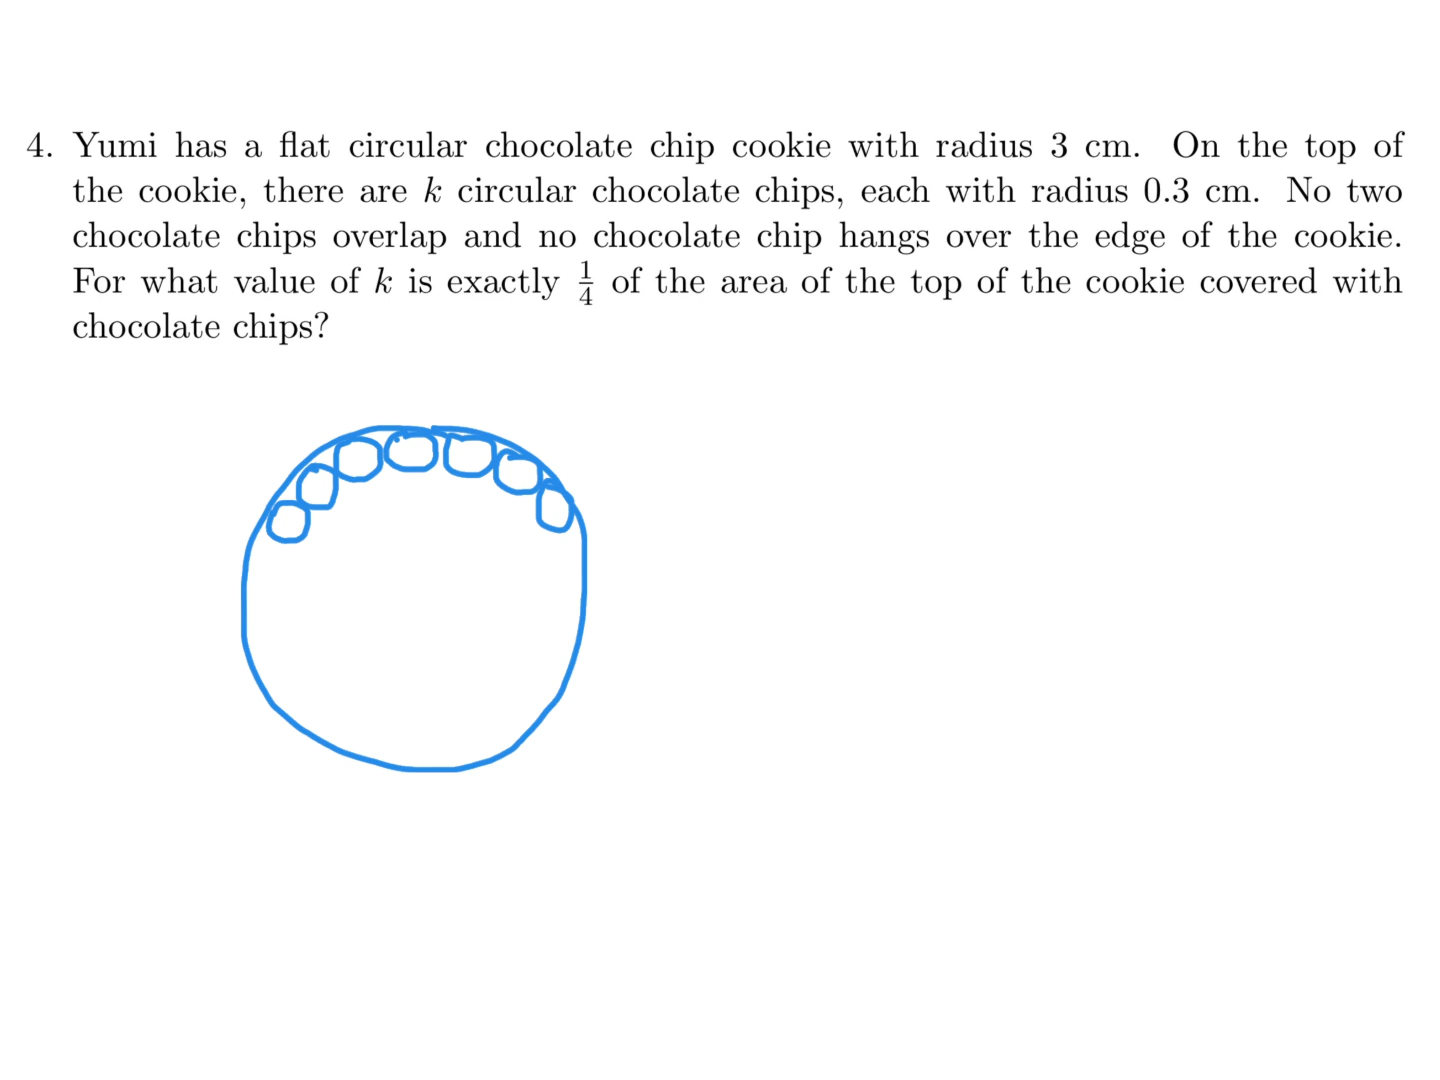 4. Yumi has a flat circular chocolate chip cookie with radius 3 cm. On the top of
the cookie, there are k circular chocolate chips, each with radius 0.3 cm. No two
chocolate chips overlap and no chocolate chip hangs over the edge of the cookie.
For what value of k is exactly 1/4 of the area of the top of the cookie covered with
chocolate chips?